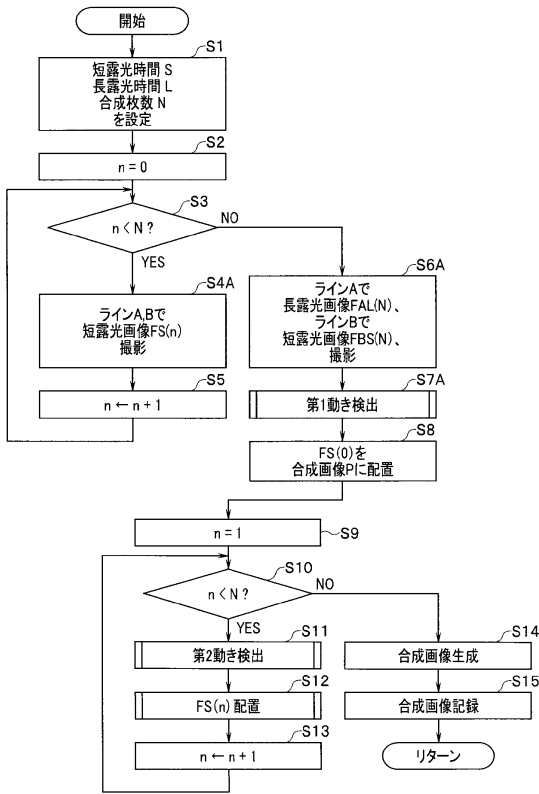 開始
S1
短露光時間 S
長露光時間 L
合成枚数 N
を設定
S2
n=0
S3
n<N?
NO
YES
S4A
ラインA,Bで
短露光画像FS(n)
撮影
S5
n←n+1
S6A
ラインAで
長露光画像FAL(N)、
ラインBで
短露光画像FBS(N)、
撮影
S7A
第1動き検出
S8
FS(0)を
合成画像Pに配置
n=1
S9
S10
n<N?
NO
YES
S11
第2動き検出
S12
FS(n)配置
S13
n←n+1
S14
合成画像生成
S15
合成画像記録
リターン